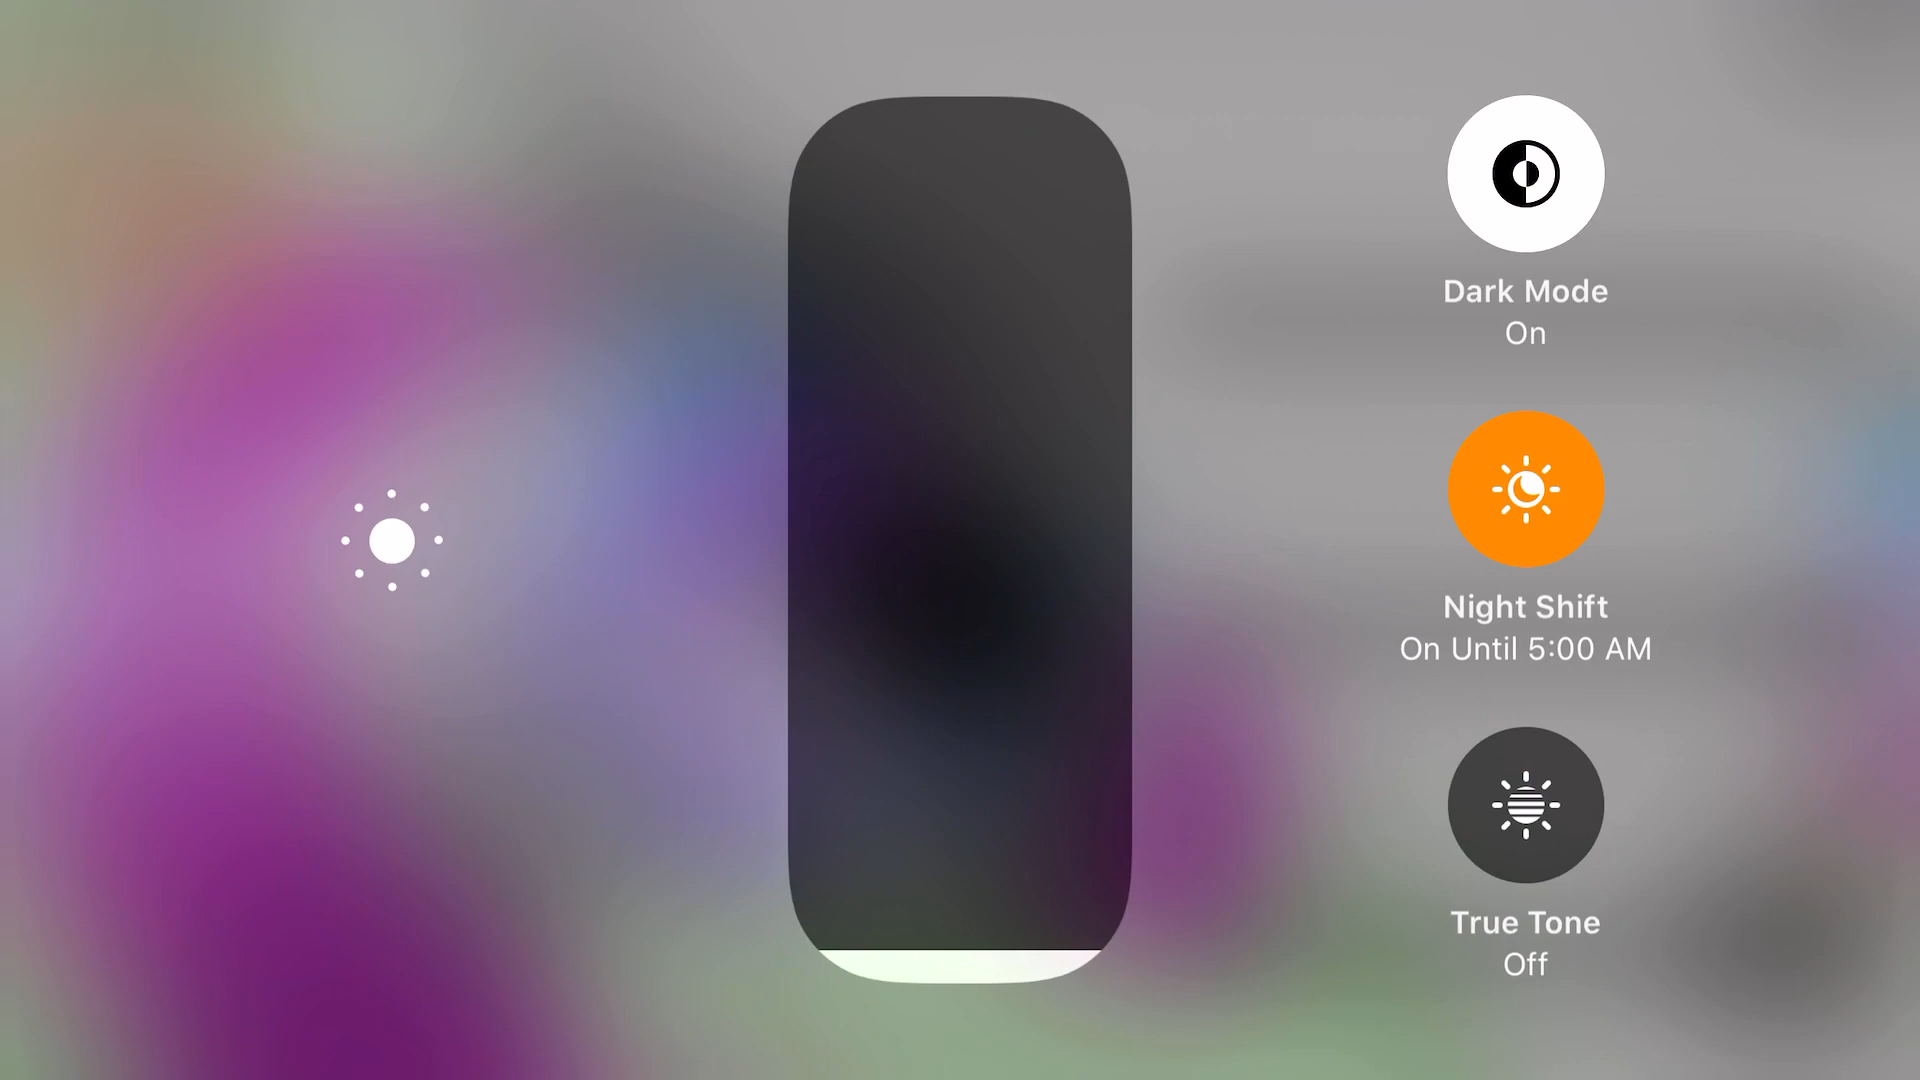 Dark Mode
On
Night Shift
On Until 5:00 AM
True Tone
Off